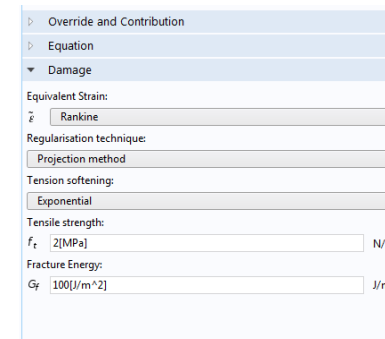 Override and Contribution
Equation
Damage
Equivalent Strain:
ε̃ Rankine
Regularisation technique:
Projection method
Tension softening:
Exponential
Tensile strength:
ft 2[MPa] N/
Fracture Energy:
Gf 100[J/m^2] J/